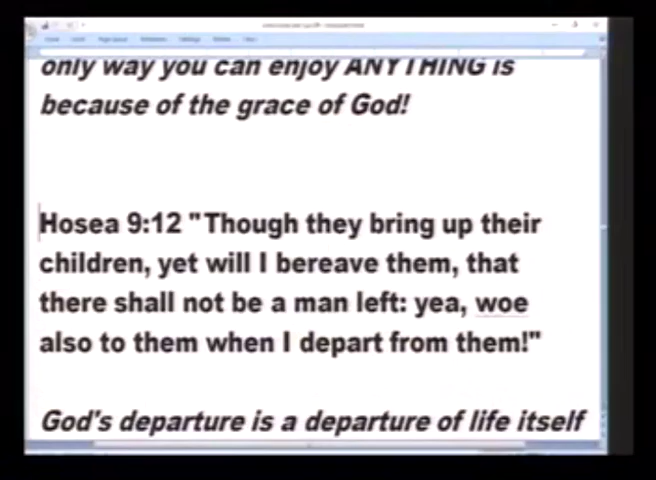 only way you can enjoy ANYTHING is
because of the grace of God!
Hosea 9:12 "Though they bring up their
children, yet will I bereave them, that
there shall not be a man left: yea, woe
also to them when I depart from them!"
God's departure is a departure of life itself